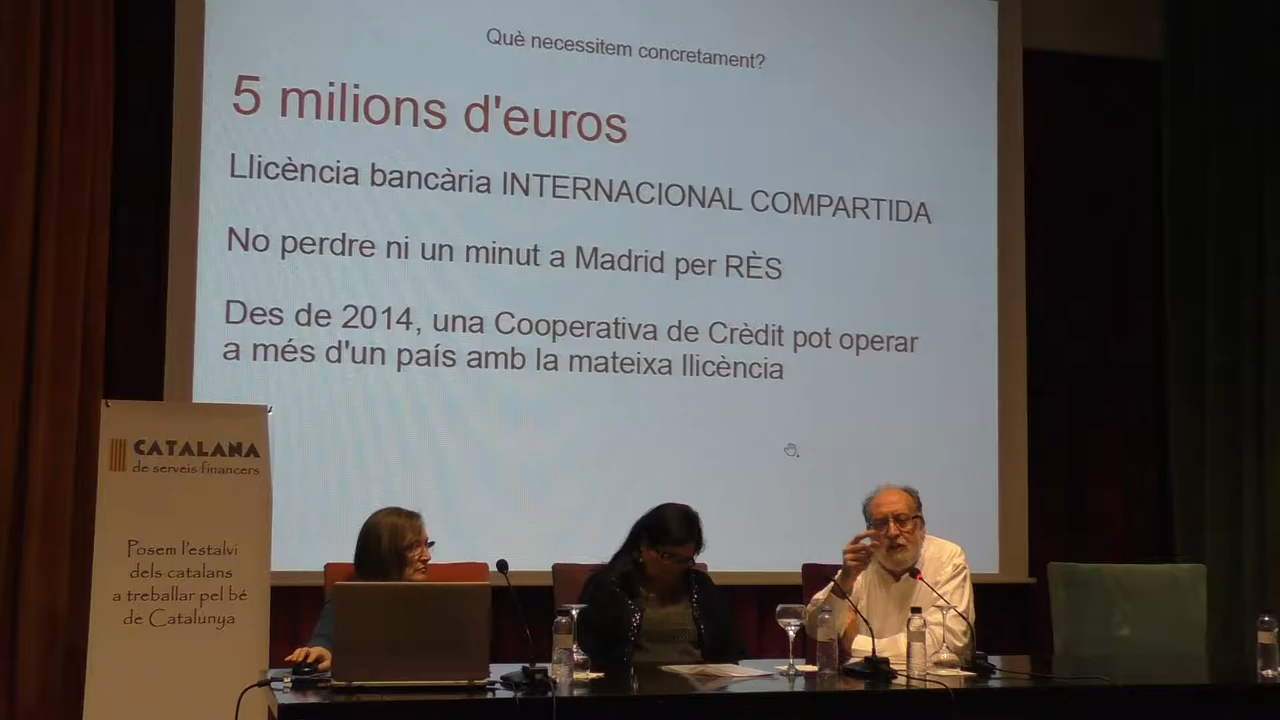 Què necessitem concretament?
5 milions d'euros
Llicència bancària INTERNACIONAL COMPARTIDA
No perdre ni un minut a Madrid per RÈS
Des de 2014, una Cooperativa de Crèdit pot operar
a més d'un país amb la mateixa llicència
CATALANA
de serveis financers
Posem l'estalvi
dels catalans
a treballar pel bé
de Catalunya